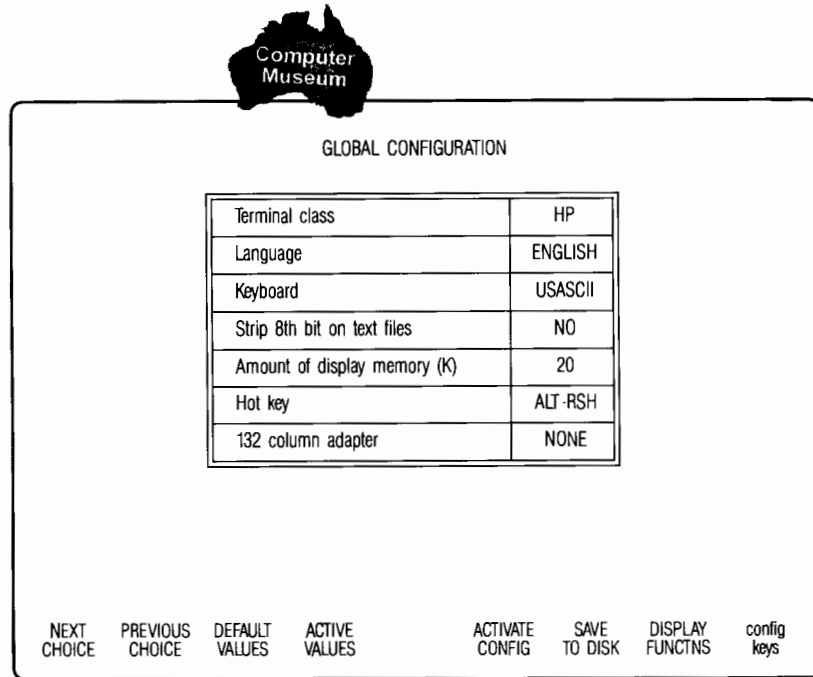 Computer
Museum
GLOBAL CONFIGURATION
Terminal class HP
Language ENGLISH
Keyboard USASCII
Strip 8th bit on text files NO
Amount of display memory (K) 20
Hot key ALT-RSH
132 column adapter NONE
NEXT PREVIOUS DEFAULT ACTIVE ACTIVATE SAVE DISPLAY config
CHOICE CHOICE VALUES VALUES CONFIG TO DISK FUNCTNS keys